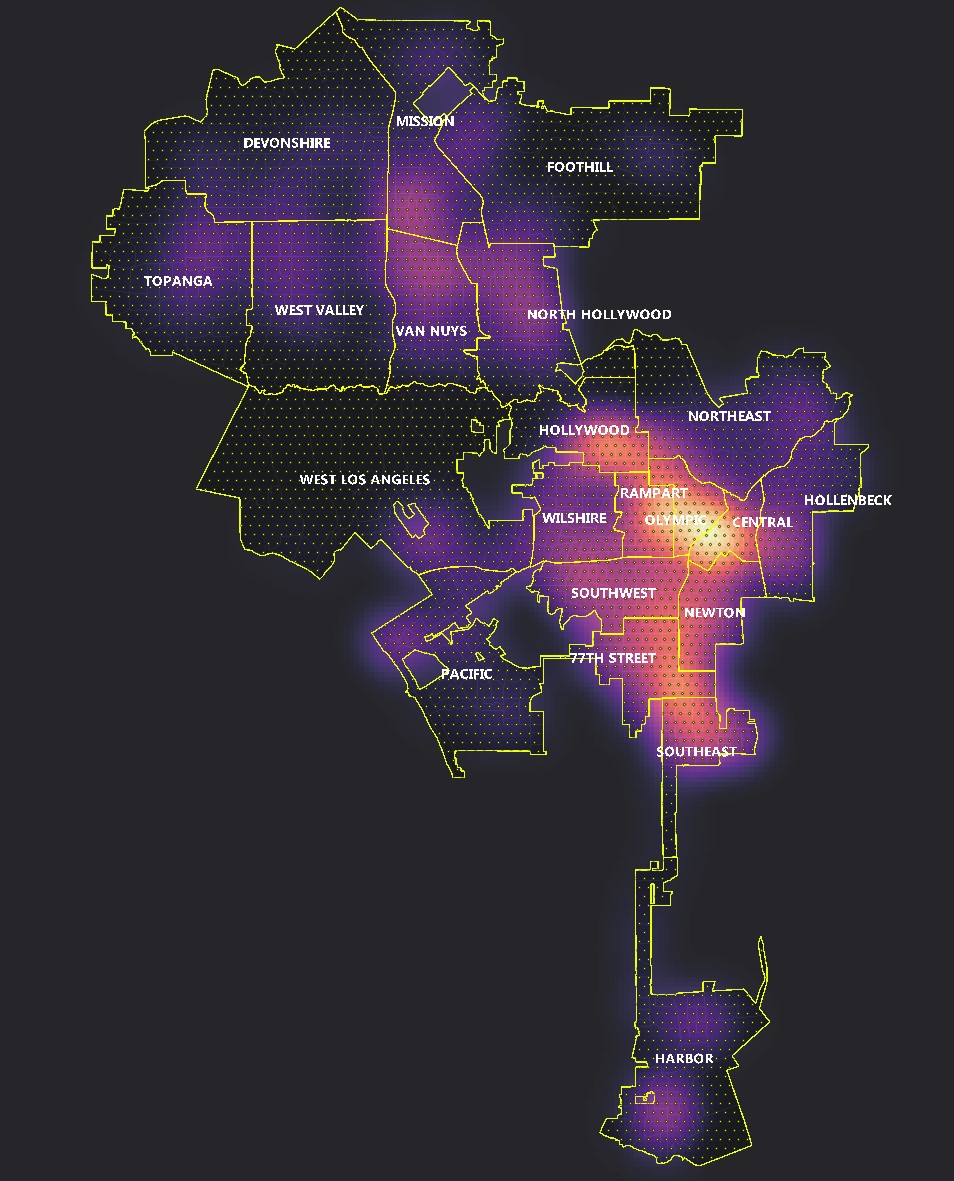 MISSION
DEVONSHIRE
FOOTHILL
TOPANGA
WEST VALLEY
NORTH HOLLYWOOD
VAN NUYS
NORTHEAST
HOLLYWOOD
WEST LOS ANGELES
RAMPART
HOLLENBECK
WILSHIRE
OLYMPIC
CENTRAL
SOUTHWEST
NEWTON
77TH STREET
PACIFIC
SOUTHEAST
HARBOR